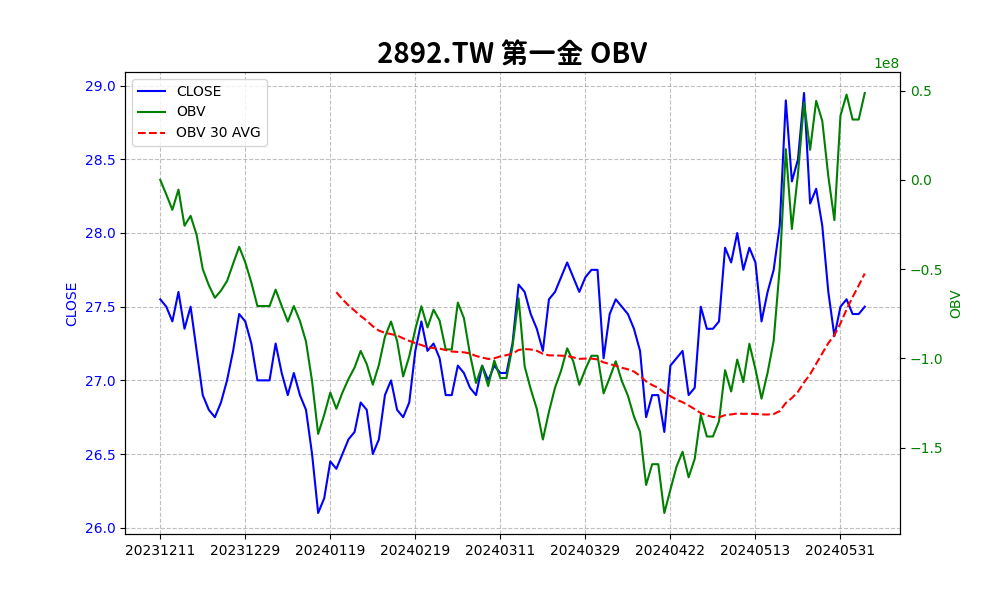 2892.TW 第一金 OBV
1e8
CLOSE
OBV
OBV 30 AVG
29.0
28.5
28.0
27.5
27.0
26.5
26.0
CLOSE
0.5
0.0
−0.5
−1.0
−1.5
OBV
20231211 20231229 20240119 20240219 20240311 20240329 20240422 20240513 20240531